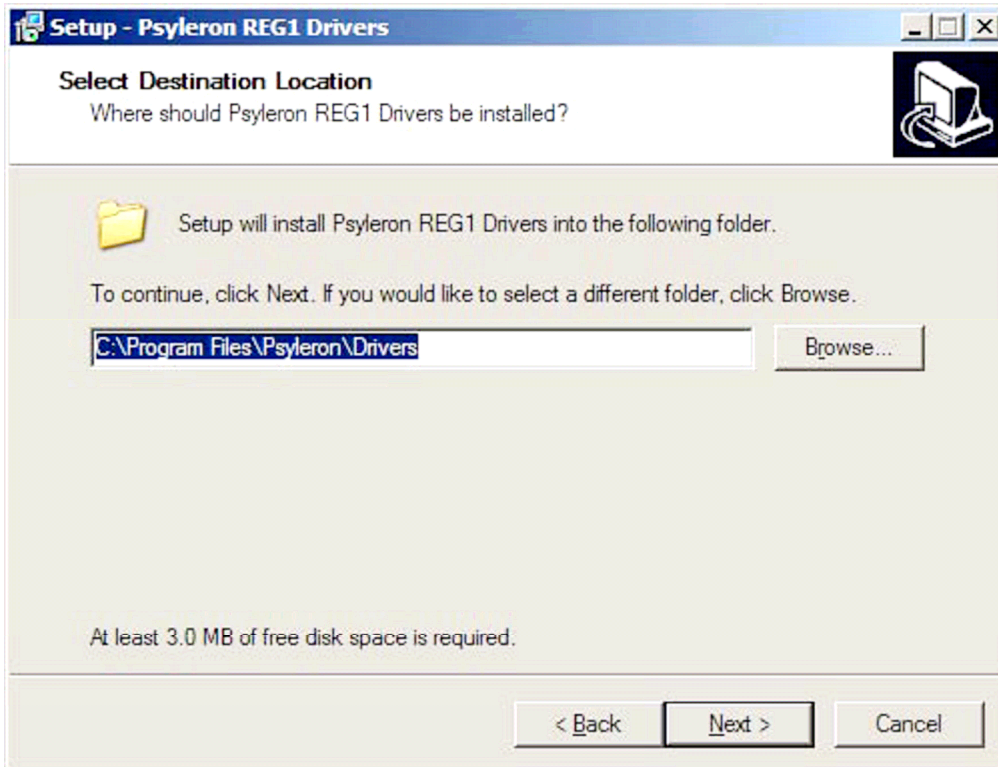 Setup - Psyleron REG1 Drivers
Select Destination Location
Where should Psyleron REG1 Drivers be installed?
Setup will install Psyleron REG1 Drivers into the following folder.
To continue, click Next. If you would like to select a different folder, click Browse.
C:\Program Files\Psyleron\Drivers
Browse...
At least 3.0 MB of free disk space is required.
< Back
Next >
Cancel